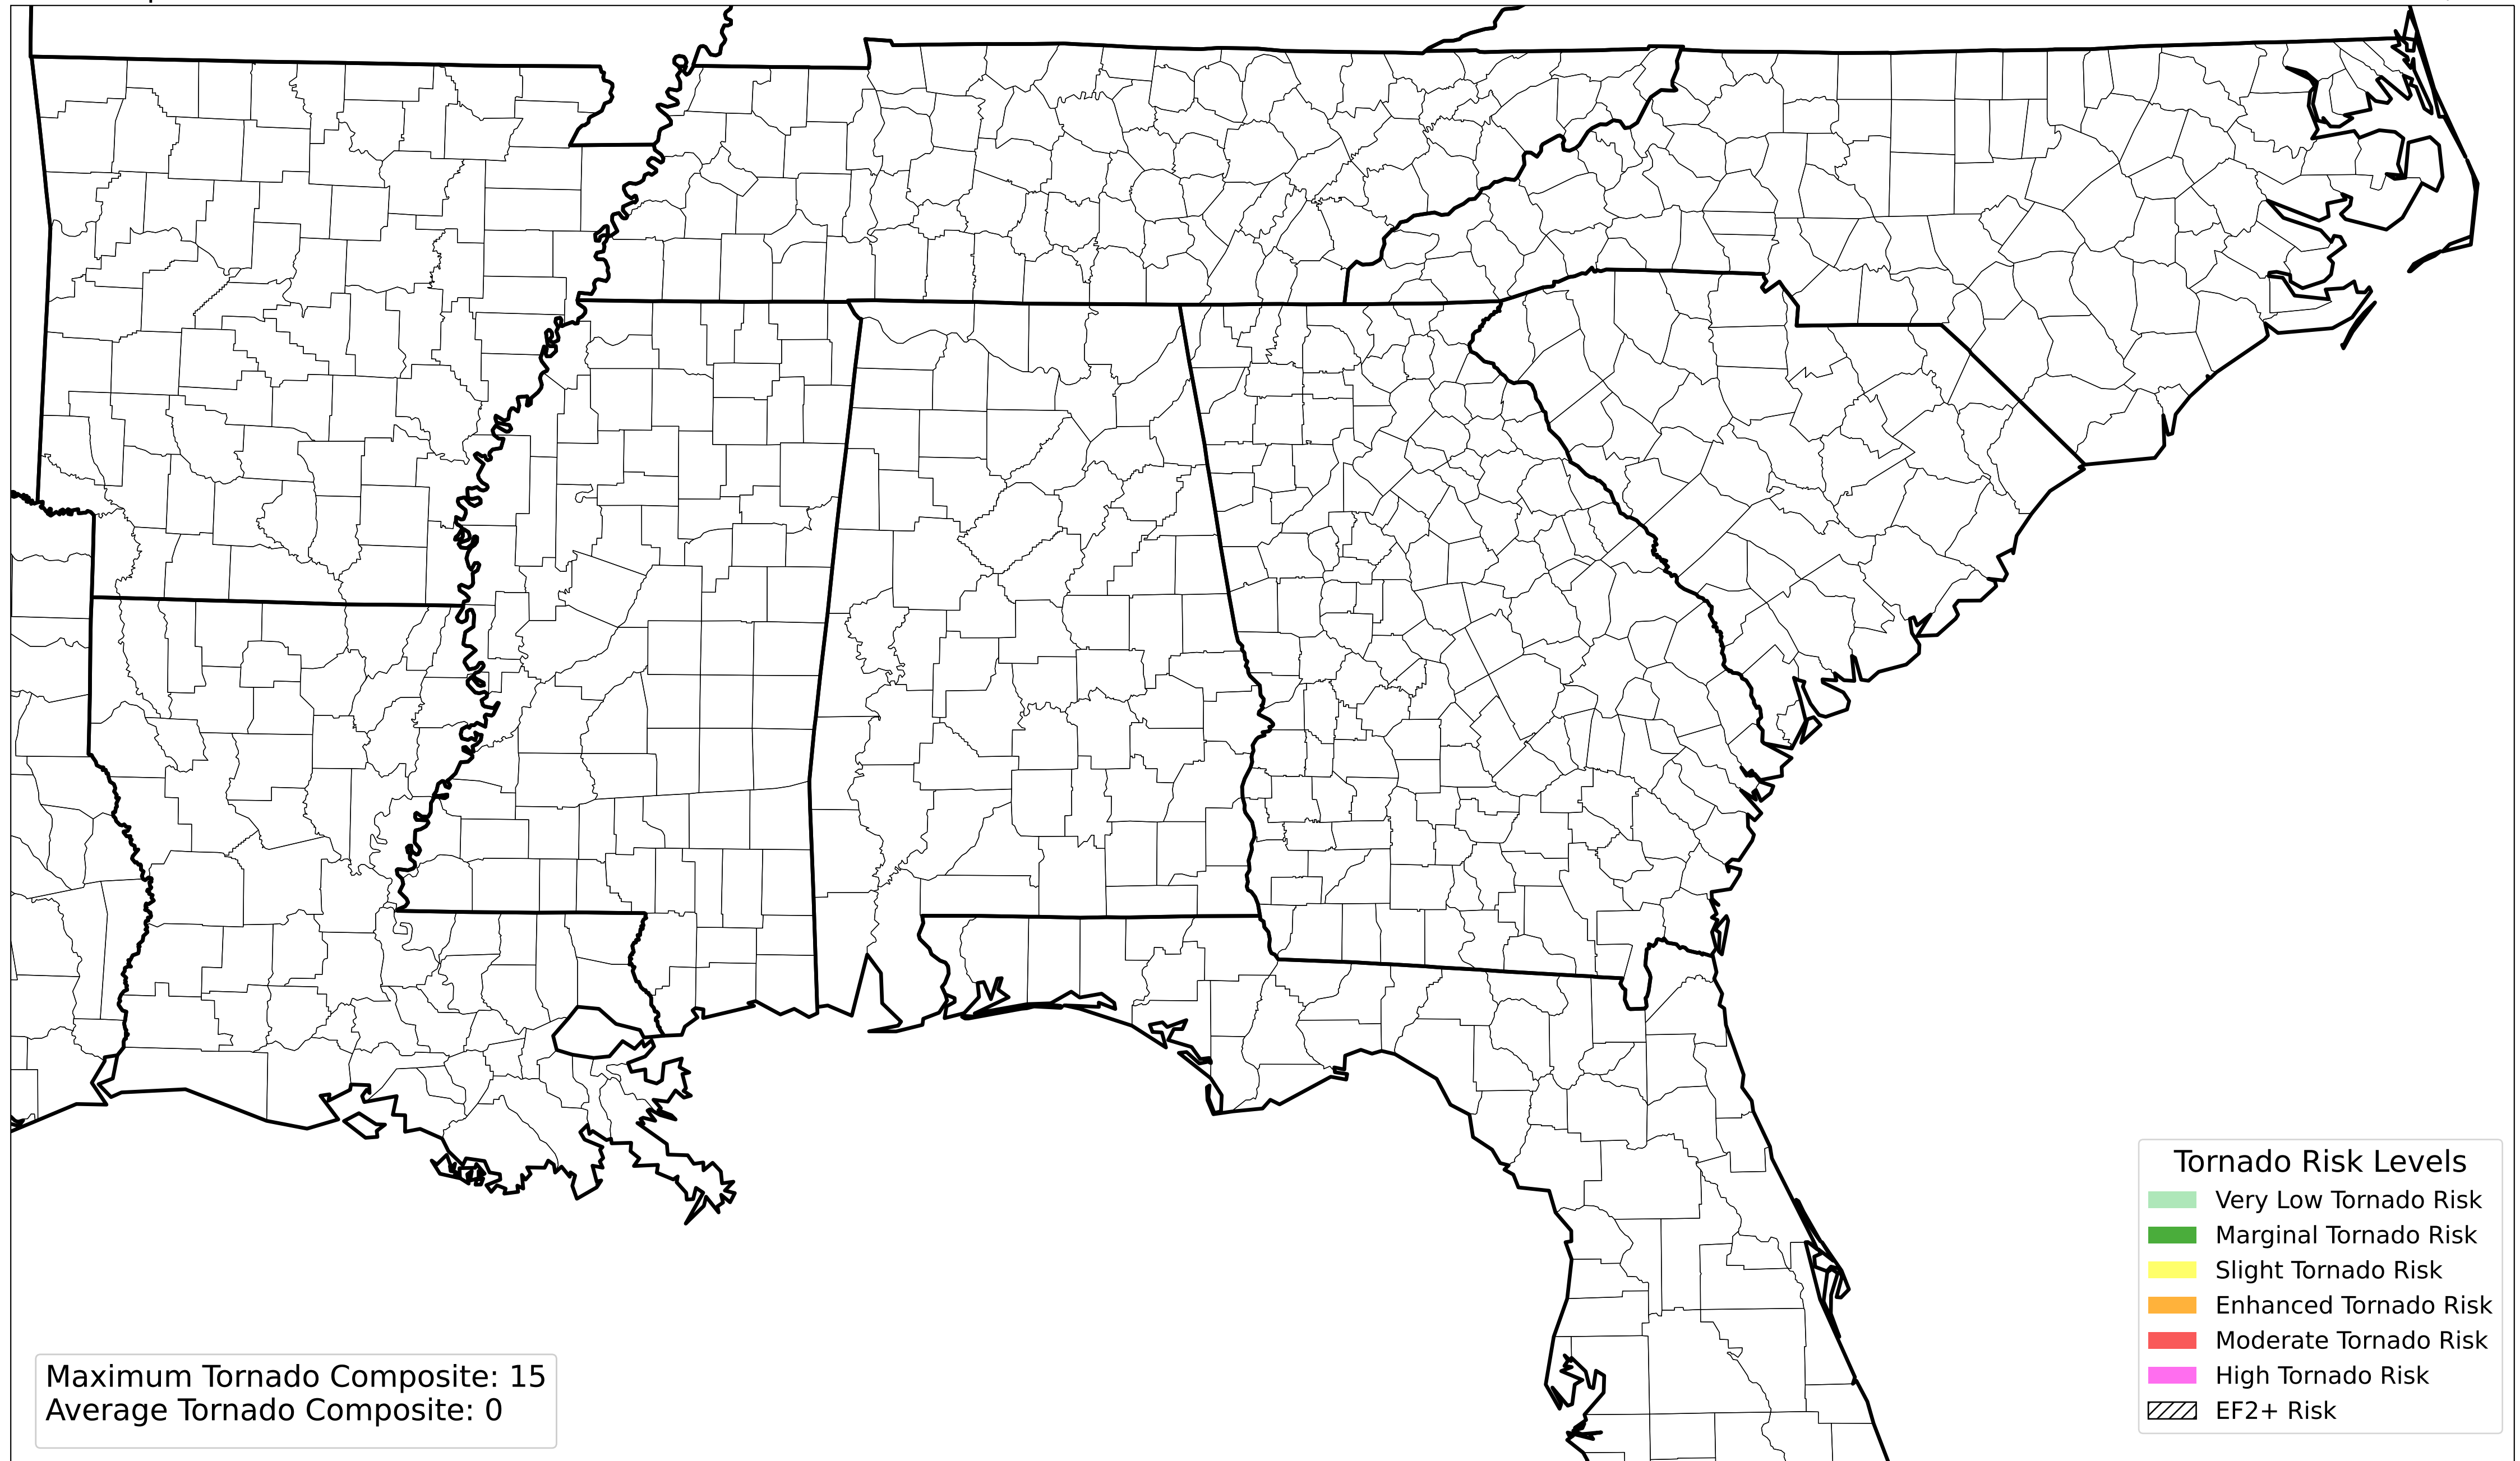 Tornado Risk Levels
Very Low Tornado Risk
Marginal Tornado Risk
Slight Tornado Risk
Enhanced Tornado Risk
Moderate Tornado Risk
High Tornado Risk
EF2+ Risk
Maximum Tornado Composite: 15
Average Tornado Composite: 0